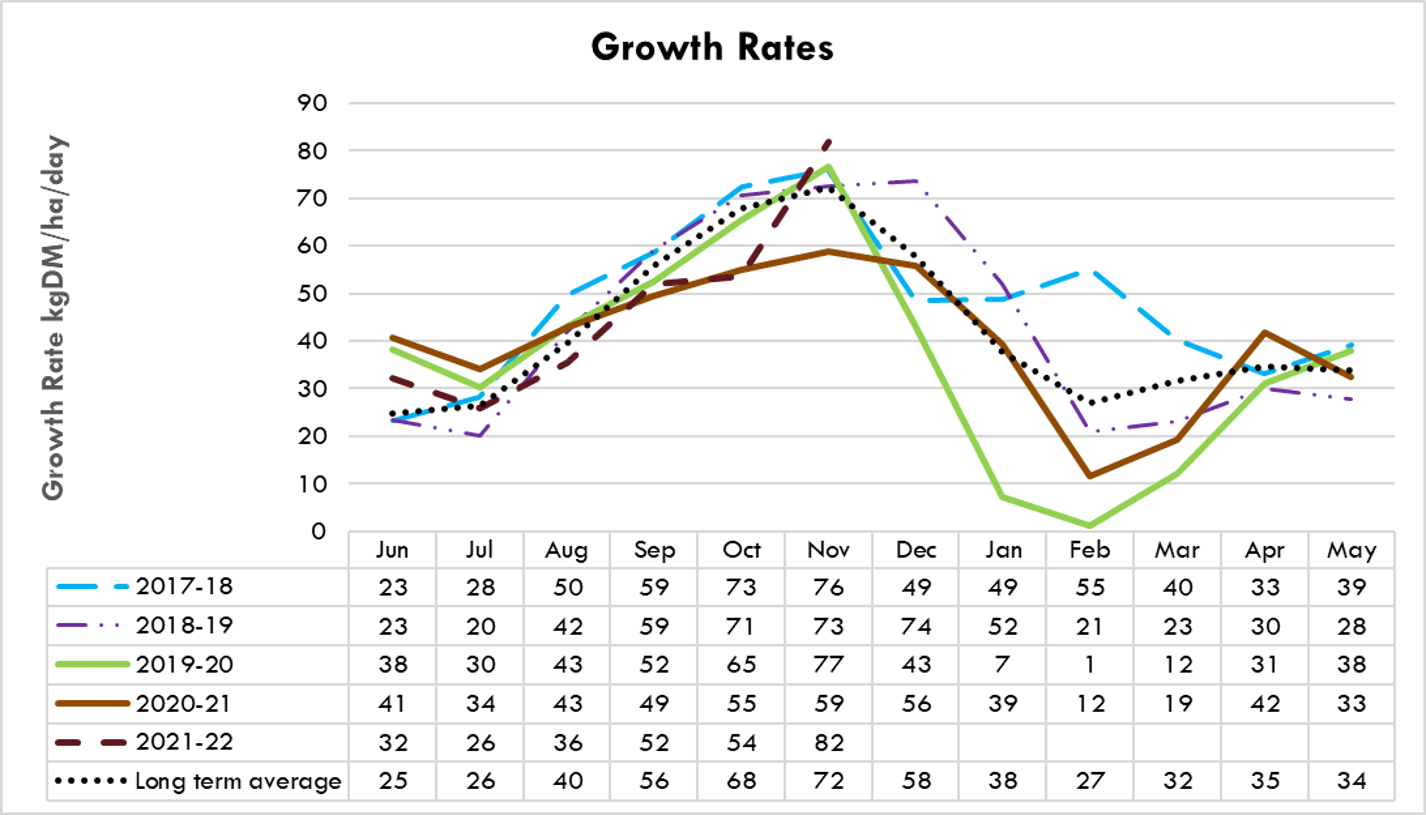 Growth Rates
Growth Rate kgDM/ha/day
90
80
70
60
50
40
30
20
10
0
Jun Jul Aug Sep Oct Nov Dec Jan Feb Mar Apr May
2017-18 23 28 50 59 73 76 49 49 55 40 33 39
2018-19 23 20 42 59 71 73 74 52 21 23 30 28
2019-20 38 30 43 52 65 77 43 7 1 12 31 38
2020-21 41 34 43 49 55 59 56 39 12 19 42 33
2021-22 32 26 36 52 54 82
Long term average 25 26 40 56 68 72 58 38 27 32 35 34